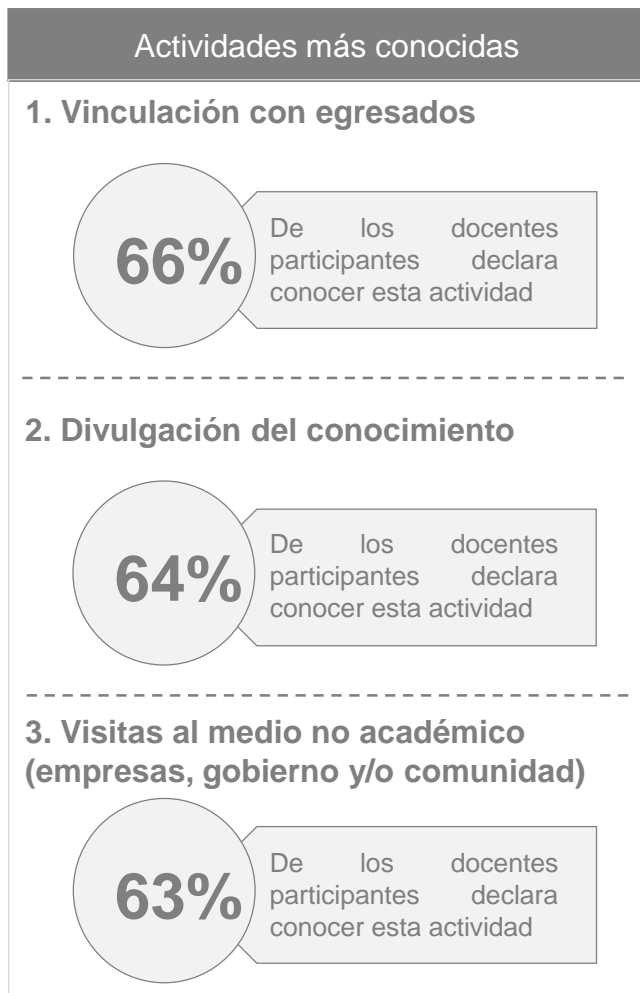 Actividades más conocidas
1. Vinculación con egresados
66%
De los docentes
participantes declara
conocer esta actividad
2. Divulgación del conocimiento
64%
De los docentes
participantes declara
conocer esta actividad
3. Visitas al medio no académico
(empresas, gobierno y/o comunidad)
63%
De los docentes
participantes declara
conocer esta actividad